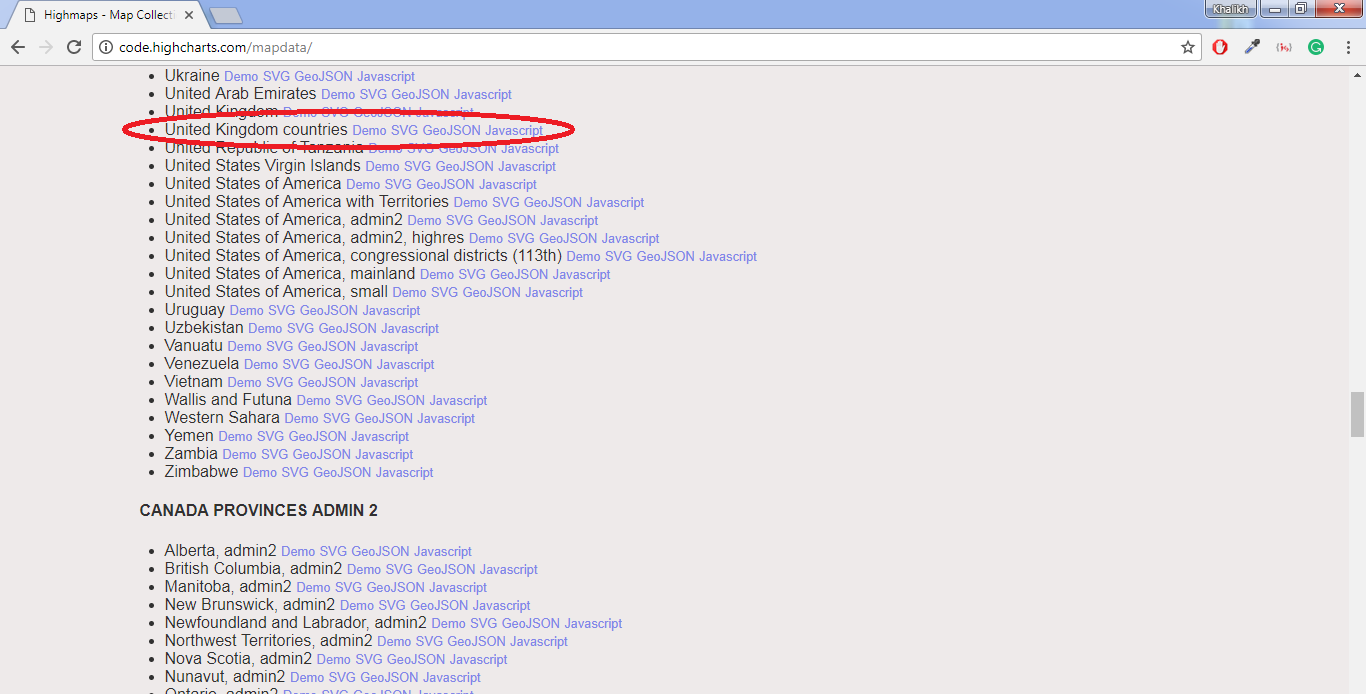 Highmaps - Map Collecti
Khalikh
code.highcharts.com/mapdata/
Ukraine Demo SVG GeoJSON Javascript
United Arab Emirates Demo SVG GeoJSON Javascript
United Kingdom Demo SVG GeoJSON Javascript
United Kingdom countries Demo SVG GeoJSON Javascript
United Republic of Tanzania Demo SVG GeoJSON Javascript
United States Virgin Islands Demo SVG GeoJSON Javascript
United States of America Demo SVG GeoJSON Javascript
United States of America with Territories Demo SVG GeoJSON Javascript
United States of America, admin2 Demo SVG GeoJSON Javascript
United States of America, admin2, highres Demo SVG GeoJSON Javascript
United States of America, congressional districts (113th) Demo SVG GeoJSON Javascript
United States of America, mainland Demo SVG GeoJSON Javascript
United States of America, small Demo SVG GeoJSON Javascript
Uruguay Demo SVG GeoJSON Javascript
Uzbekistan Demo SVG GeoJSON Javascript
Vanuatu Demo SVG GeoJSON Javascript
Venezuela Demo SVG GeoJSON Javascript
Vietnam Demo SVG GeoJSON Javascript
Wallis and Futuna Demo SVG GeoJSON Javascript
Western Sahara Demo SVG GeoJSON Javascript
Yemen Demo SVG GeoJSON Javascript
Zambia Demo SVG GeoJSON Javascript
Zimbabwe Demo SVG GeoJSON Javascript
CANADA PROVINCES ADMIN 2
Alberta, admin2 Demo SVG GeoJSON Javascript
British Columbia, admin2 Demo SVG GeoJSON Javascript
Manitoba, admin2 Demo SVG GeoJSON Javascript
New Brunswick, admin2 Demo SVG GeoJSON Javascript
Newfoundland and Labrador, admin2 Demo SVG GeoJSON Javascript
Northwest Territories, admin2 Demo SVG GeoJSON Javascript
Nova Scotia, admin2 Demo SVG GeoJSON Javascript
Nunavut, admin2 Demo SVG GeoJSON Javascript
Ontario, admin2 Demo SVG GeoJSON Javascript